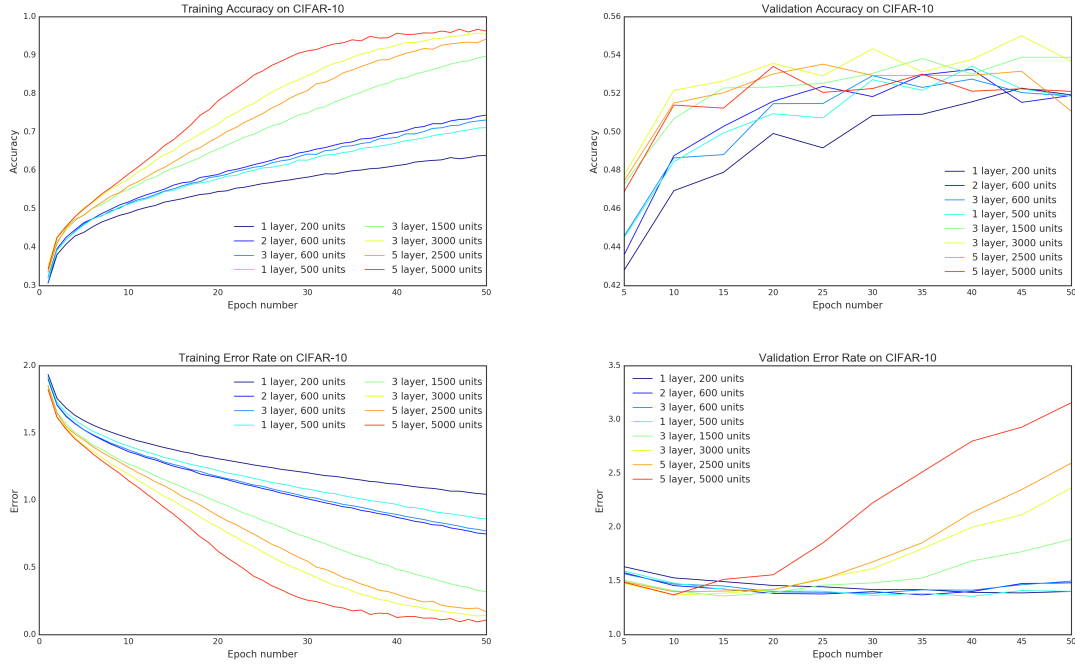 Training Accuracy on CIFAR-10
1.0
0.9
0.8
0.7
0.6
0.5
0.4
0.3
Accuracy
1 layer, 200 units
2 layer, 600 units
3 layer, 600 units
1 layer, 500 units
3 layer, 1500 units
3 layer, 3000 units
5 layer, 2500 units
5 layer, 5000 units
0 10 20 30 40 50
Epoch number
Validation Accuracy on CIFAR-10
0.56
0.54
0.52
0.50
0.48
0.46
0.44
0.42
Accuracy
1 layer, 200 units
2 layer, 600 units
3 layer, 600 units
1 layer, 500 units
3 layer, 1500 units
3 layer, 3000 units
5 layer, 2500 units
5 layer, 5000 units
5 10 15 20 25 30 35 40 45 50
Epoch number
Training Error Rate on CIFAR-10
2.0
1.5
1.0
0.5
0.0
Error
1 layer, 200 units
2 layer, 600 units
3 layer, 600 units
1 layer, 500 units
3 layer, 1500 units
3 layer, 3000 units
5 layer, 2500 units
5 layer, 5000 units
0 10 20 30 40 50
Epoch number
Validation Error Rate on CIFAR-10
3.5
3.0
2.5
2.0
1.5
1.0
Error
1 layer, 200 units
2 layer, 600 units
3 layer, 600 units
1 layer, 500 units
3 layer, 1500 units
3 layer, 3000 units
5 layer, 2500 units
5 layer, 5000 units
5 10 15 20 25 30 35 40 45 50
Epoch number